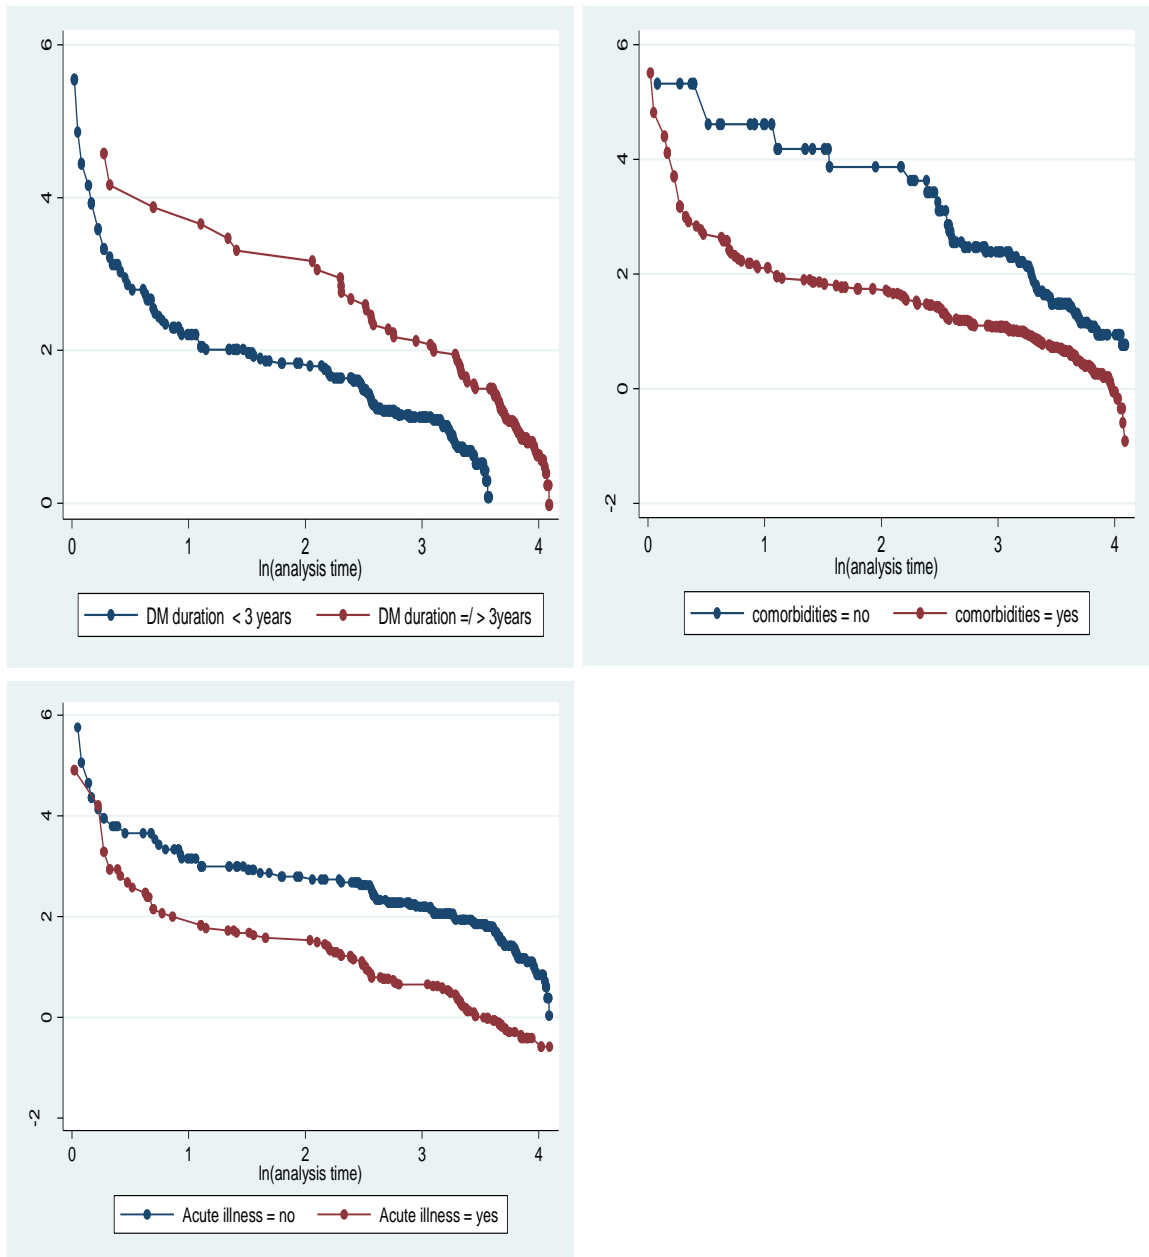 6
4
2
0
0 1 2 3 4
ln(analysis time)
DM duration < 3 years DM duration =/ > 3years
6
4
2
0
-2
0 1 2 3 4
ln(analysis time)
comorbidities = no comorbidities = yes
6
4
2
0
-2
0 1 2 3 4
ln(analysis time)
Acute illness = no Acute illness = yes